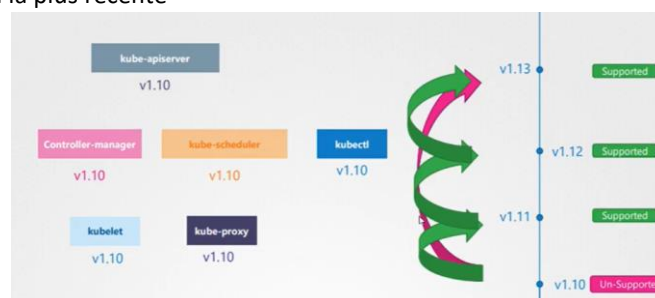 la plus récente
kube-apiserver
v1.10
Controller-manager
v1.10
kube-scheduler
v1.10
kubectl
v1.10
kubelet
v1.10
kube-proxy
v1.10
v1.13
Supported
v1.12
Supported
v1.11
Supported
v1.10
Un-Supporte